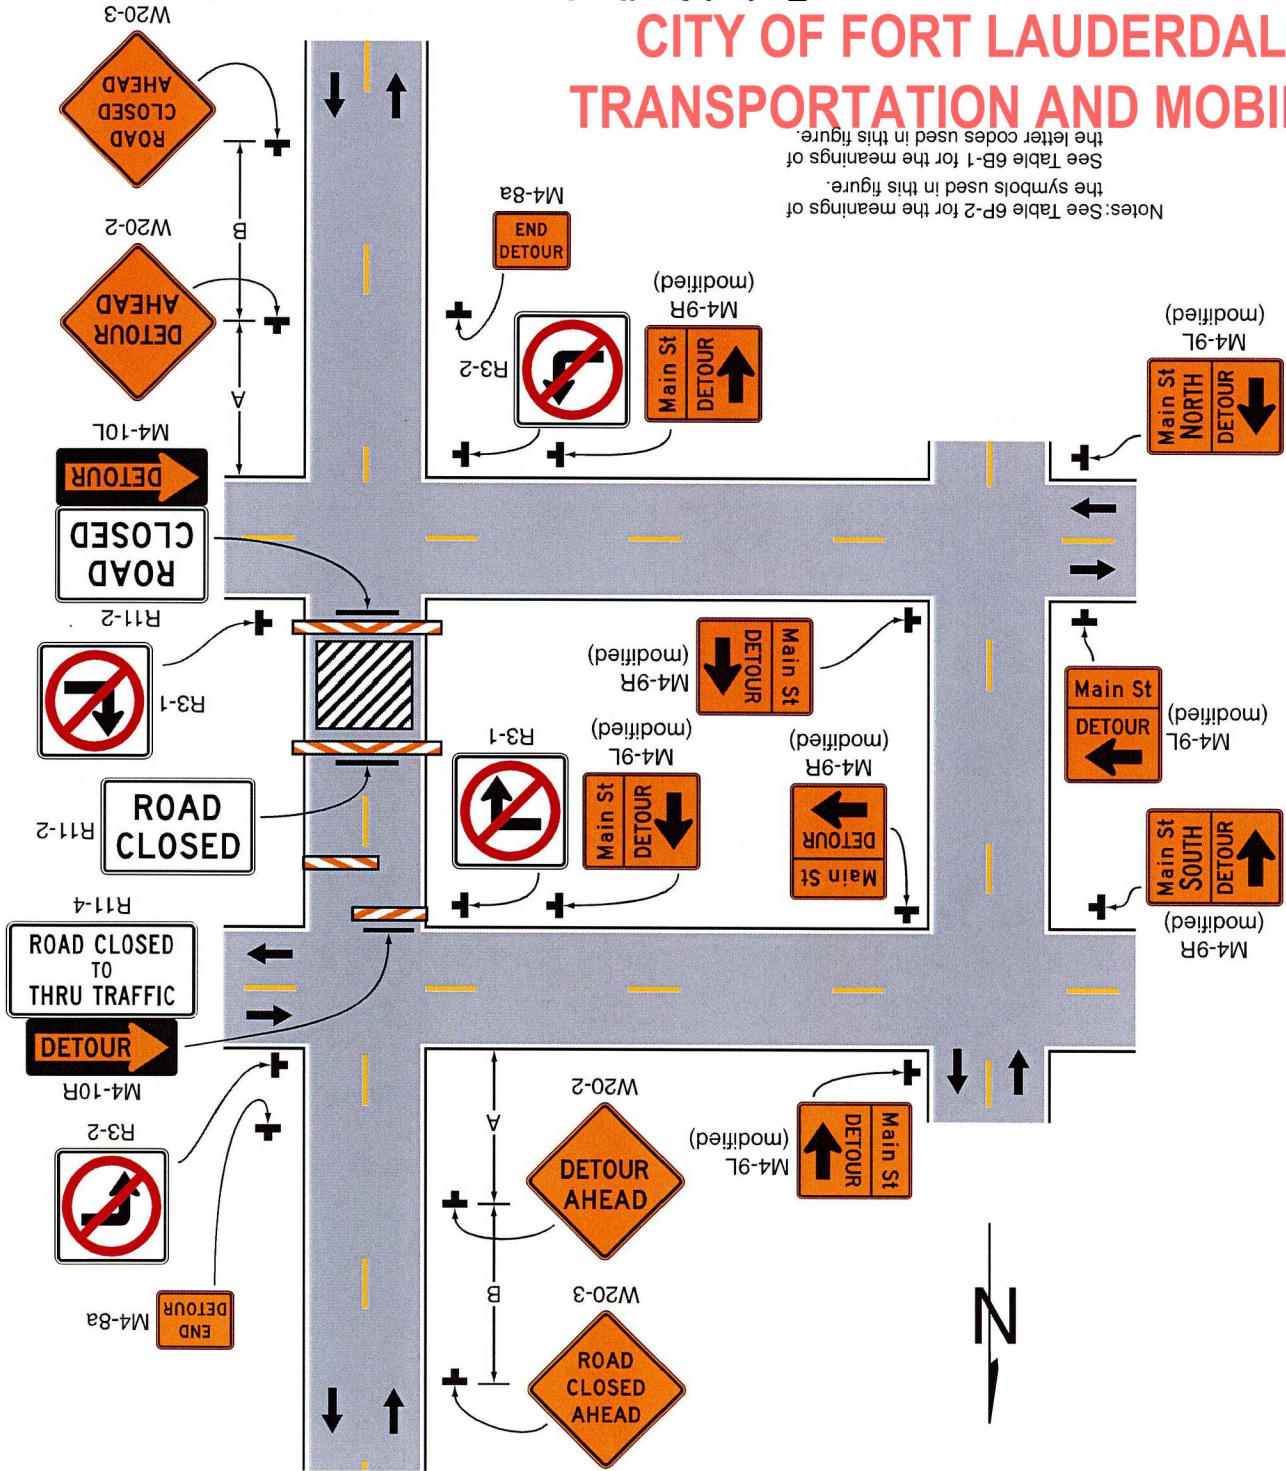 CITY OF FORT LAUDERDAL
TRANSPORTATION AND MOBI
Notes: See Table 6P-2 for the meanings of
the symbols used in this figure.
See Table 6B-1 for the meanings of
the letter codes used in this figure.
W20-3
ROAD
CLOSED
AHEAD
B
W20-2
DETOUR
AHEAD
A
M4-10L
DETOUR
ROAD
CLOSED
R11-2
R3-1
ROAD
CLOSED
R11-2
R11-4
ROAD CLOSED
TO
THRU TRAFFIC
DETOUR
M4-10R
R3-2
END
DETOUR
M4-8a
M4-8a
END
DETOUR
R3-2
M4-9R
(modified)
Main St
DETOUR
M4-9L
(modified)
Main St
NORTH
DETOUR
M4-9R
(modified)
Main St
DETOUR
R3-1
M4-9L
(modified)
Main St
DETOUR
M4-9R
(modified)
Main St
DETOUR
Main St
DETOUR
M4-9L
(modified)
Main St
SOUTH
DETOUR
M4-9R
(modified)
M4-9L
(modified)
Main St
DETOUR
A
W20-2
DETOUR
AHEAD
B
W20-3
ROAD
CLOSED
AHEAD
N